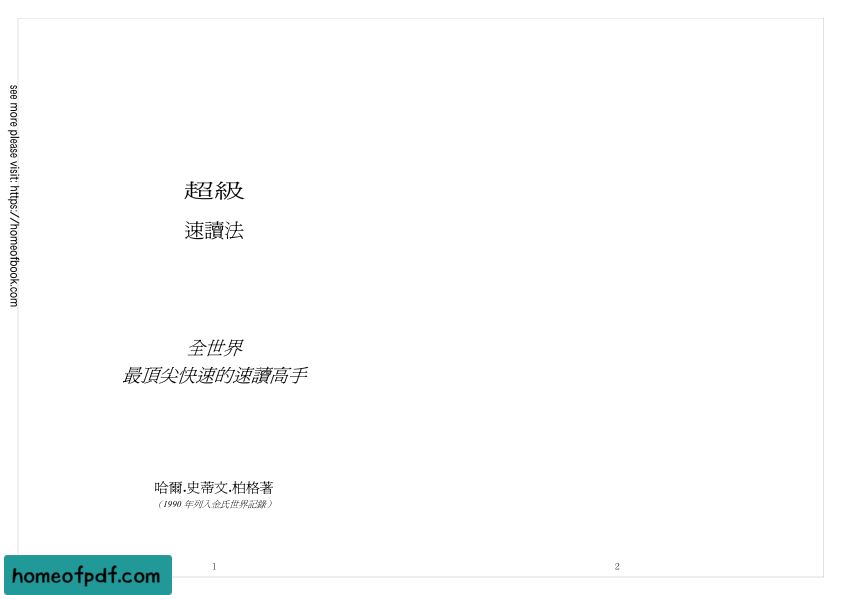 see more please visit: https://homeofbook.com
超級
速讀法
全世界
最頂尖快速的速讀高手
哈爾.史蒂文.柏格著
（1990 年列入金氏世界記錄）
1
2
homeofpdf.com